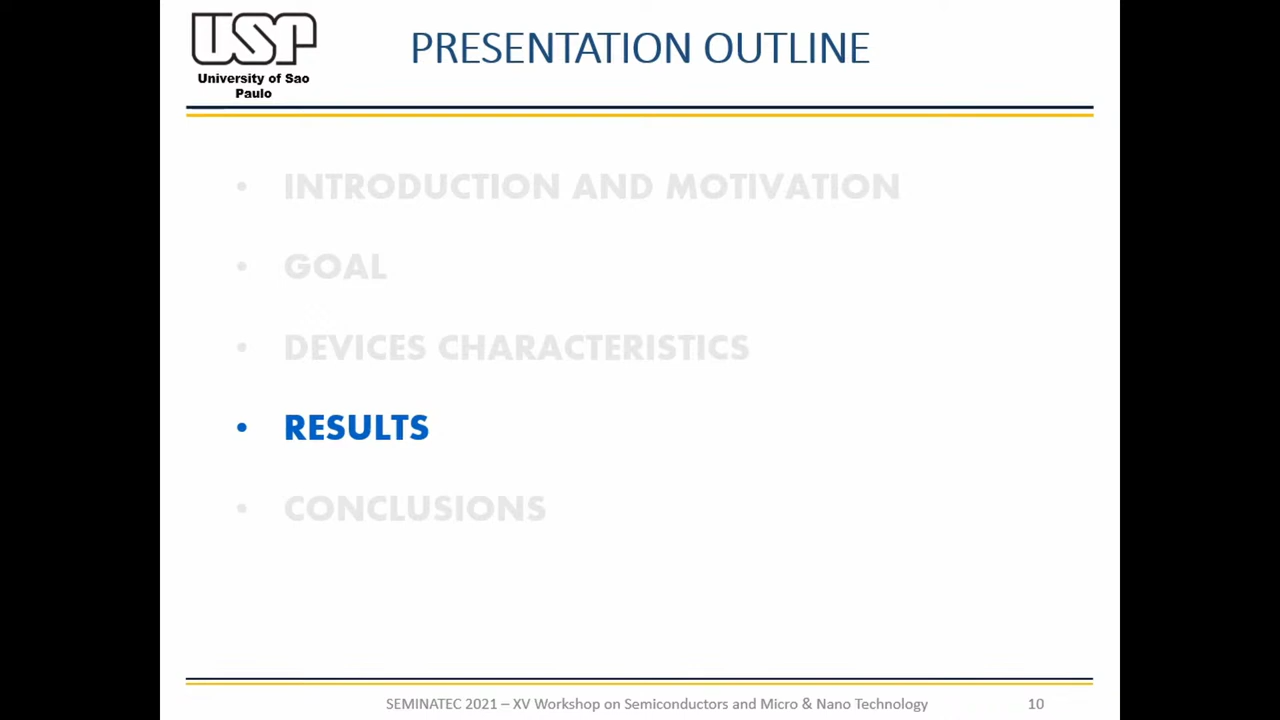 USP
University of Sao
Paulo
PRESENTATION OUTLINE
• INTRODUCTION AND MOTIVATION
• GOAL
• DEVICES CHARACTERISTICS
• RESULTS
• CONCLUSIONS
SEMINATEC 2021 – XV Workshop on Semiconductors and Micro & Nano Technology
10